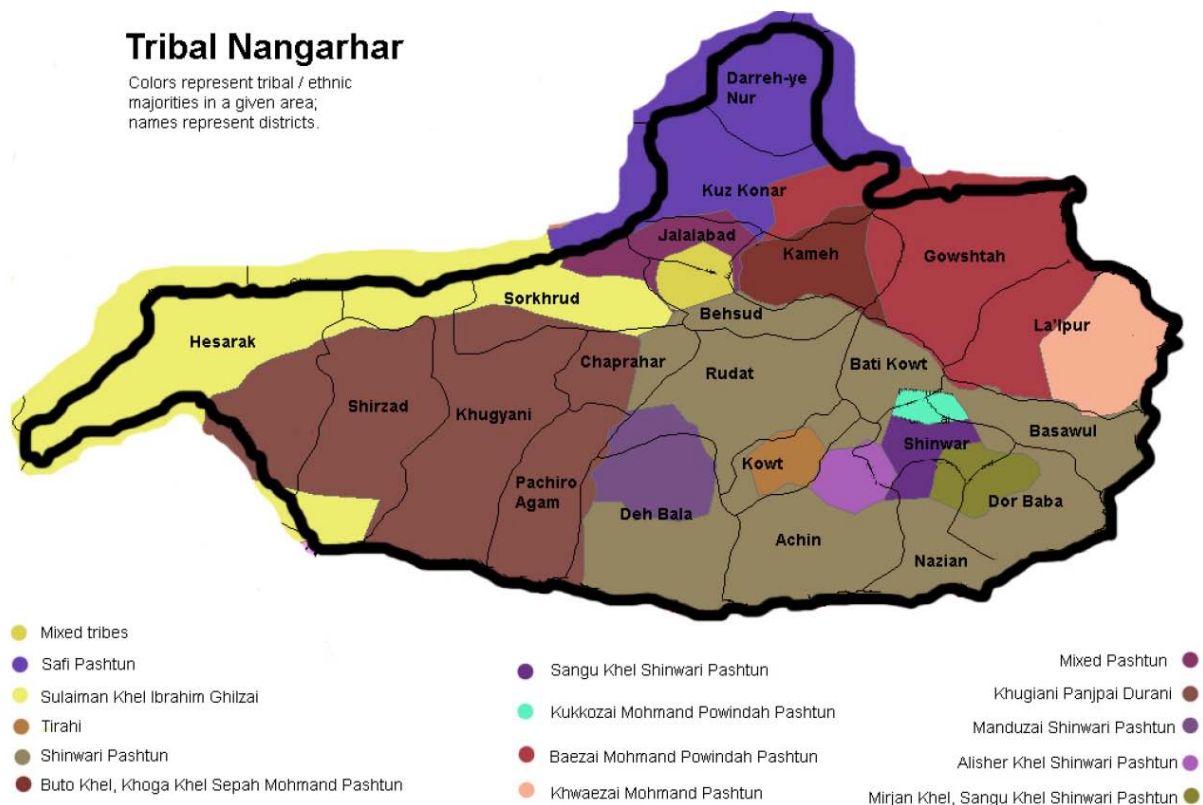 Tribal Nangarhar
Colors represent tribal / ethnic
majorities in a given area;
names represent districts.
Darreh-ye
Nur
Kuz Konar
Jalalabad
Kameh
Gowshtah
Sorkhrud
Behsud
La'lpur
Hesarak
Chaprahar
Rudat
Bati Kowt
Shirzad
Khugyani
Shinwar
Basawul
Kowt
Pachiro
Agam
Deh Bala
Dor Baba
Achin
Nazian
Mixed tribes
Safi Pashtun
Sulaiman Khel Ibrahim Ghilzai
Tirahi
Shinwari Pashtun
Buto Khel, Khoga Khel Sepah Mohmand Pashtun
Sangu Khel Shinwari Pashtun
Kukkozai Mohmand Powindah Pashtun
Baezai Mohmand Powindah Pashtun
Khwaezai Mohmand Pashtun
Mixed Pashtun
Khugiani Panjpai Durani
Manduzai Shinwari Pashtun
Alisher Khel Shinwari Pashtun
Mirjan Khel, Sangu Khel Shinwari Pashtun